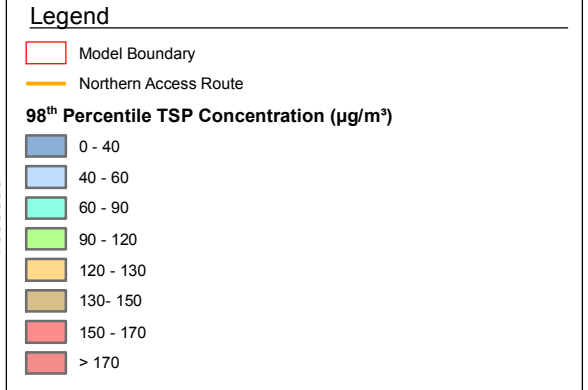 Legend
Model Boundary
Northern Access Route
98th Percentile TSP Concentration (µg/m³)
0 - 40
40 - 60
60 - 90
90 - 120
120 - 130
130- 150
150 - 170
> 170